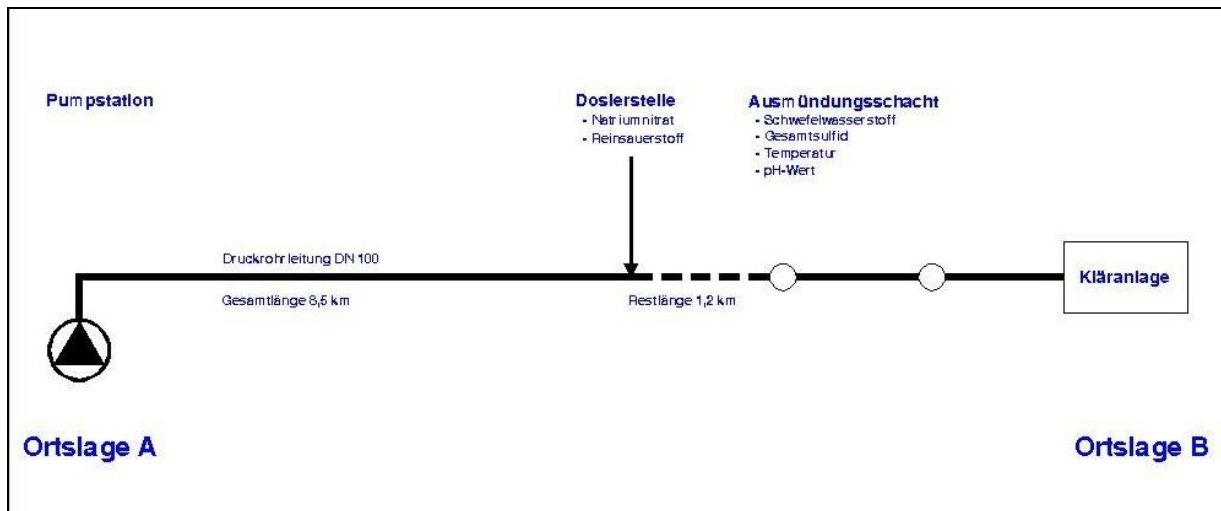 Pumpstation
Dosierstelle
- Natriumnitrat
- Reinsauerstoff
Ausmündungsschacht
- Schwefelwasserstoff
- Gesamtsulfid
- Temperatur
- pH-Wert
Druckrohrleitung DN 100
Gesamtlänge 8,5 km
Restlänge 1,2 km
Kläranlage
Ortslage A
Ortslage B